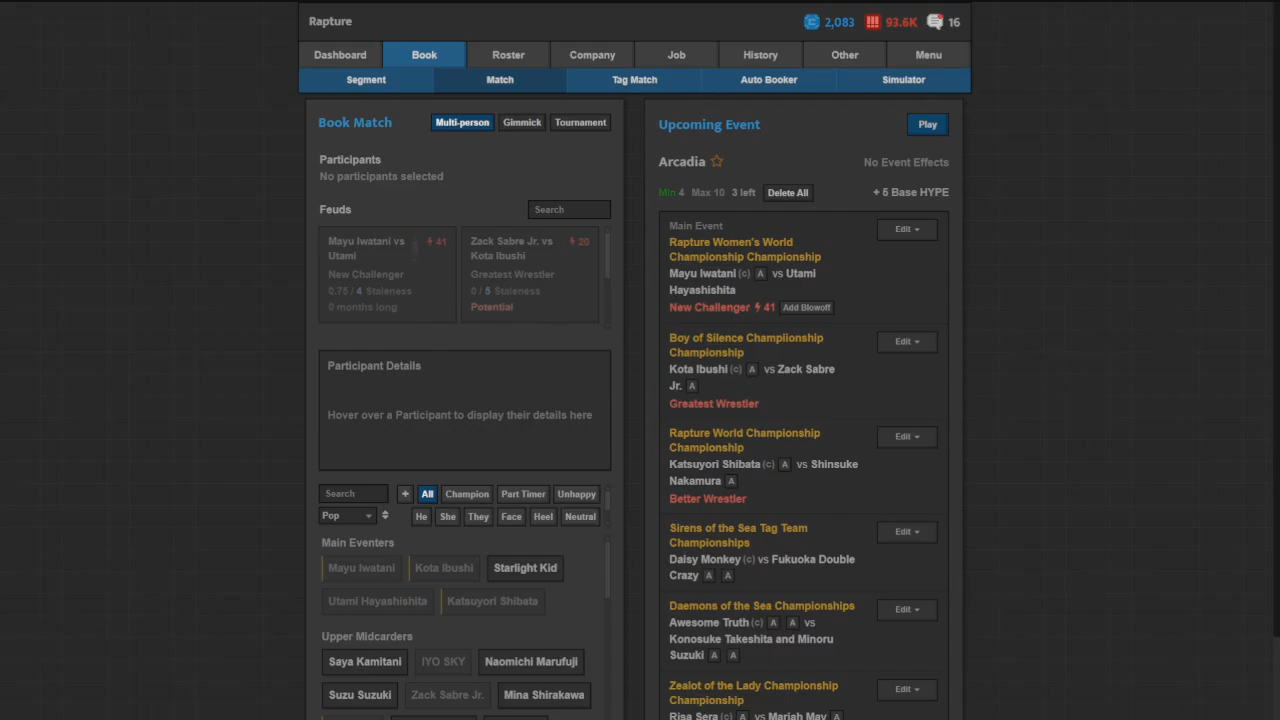 Rapture
2,083
93.6K
16
Dashboard
Book
Roster
Company
Job
History
Other
Menu
Segment
Match
Tag Match
Auto Booker
Simulator
Book Match
Multi-person
Gimmick
Tournament
Participants
No participants selected
Feuds
Search
Mayu Iwatani vs
Utami
41
New Challenger
0.75 / 4 Staleness
0 months long
Zack Sabre Jr. vs
Kota Ibushi
20
Greatest Wrestler
0 / 5 Staleness
Potential
Participant Details
Hover over a Participant to display their details here
Search
+
All
Champion
Part Timer
Unhappy
Pop
He
She
They
Face
Heel
Neutral
Main Eventers
Mayu Iwatani
Kota Ibushi
Starlight Kid
Utami Hayashishita
Katsuyori Shibata
Upper Midcarders
Saya Kamitani
IYO SKY
Naomichi Marufuji
Suzu Suzuki
Zack Sabre Jr.
Mina Shirakawa
Upcoming Event
Play
Arcadia
No Event Effects
Min 4 Max 10 3 left
Delete All
+ 5 Base HYPE
Main Event
Rapture Women's World
Championship Championship
Mayu Iwatani (c) A vs Utami
Hayashishita
New Challenger 41
Add Blowoff
Edit
Boy of Silence Champiionship
Championship
Kota Ibushi (c) A vs Zack Sabre
Jr. A
Greatest Wrestler
Edit
Rapture World Championship
Championship
Katsuyori Shibata (c) A vs Shinsuke
Nakamura A
Better Wrestler
Edit
Sirens of the Sea Tag Team
Championships
Daisy Monkey (c) vs Fukuoka Double
Crazy A A
Edit
Daemons of the Sea Championships
Awesome Truth (c) A A vs
Konosuke Takeshita and Minoru
Suzuki A A
Edit
Zealot of the Lady Championship
Championship
Risa Sera (c) A vs Mariah May A
Edit